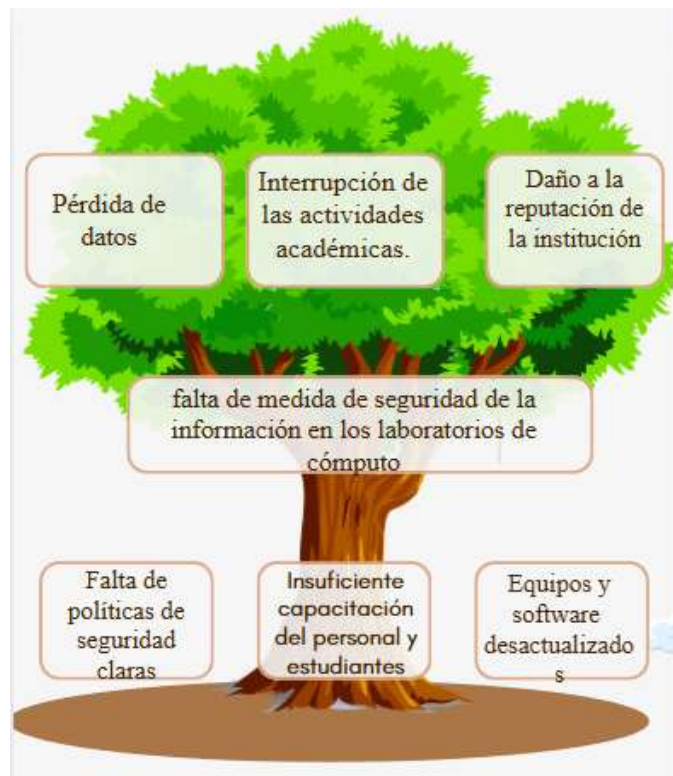 Pérdida de
datos
Interrupción de
las actividades
académicas.
Daño a la
reputación de
la institución
falta de medida de seguridad de la
información en los laboratorios de
cómputo
Falta de
políticas de
seguridad
claras
Insuficiente
capacitación
del personal y
estudiantes
Equipos y
software
desactualizado
s